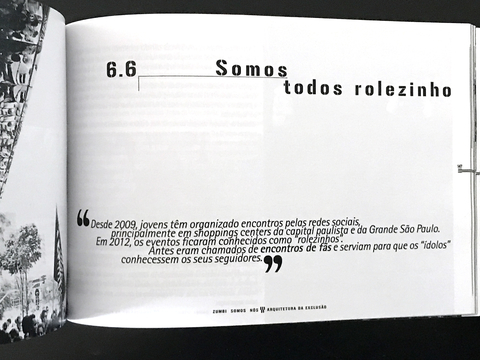 6.6 Somos
todos rolezinho
“Desde 2009, jovens têm organizado encontros pelas redes sociais,
principalmente em shoppings centers da capital paulista e da Grande São Paulo.
Em 2012, os eventos ficaram conhecidos como “rolezinhos”.
Antes eram chamados de encontros de fãs e serviam para que os “ídolos”
conhecessem os seus seguidores.”
ZUMBI SOMOS NÓS ARQUITETURA DA EXCLUSÃO